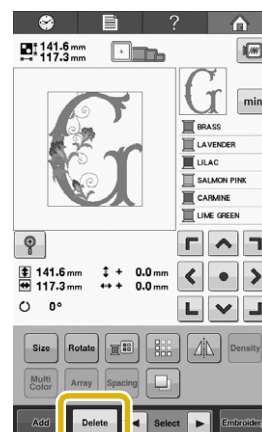 ?
141.6 mm
117.3 mm
G
min
BRASS
LAVENDER
LILAC
SALMON PINK
CARMINE
LIME GREEN
G
141.6 mm + 0.0 mm
117.3 mm + 0.0 mm
0°
Size Rotate Density
Multi Color Array Spacing
Add Delete Select Embroider